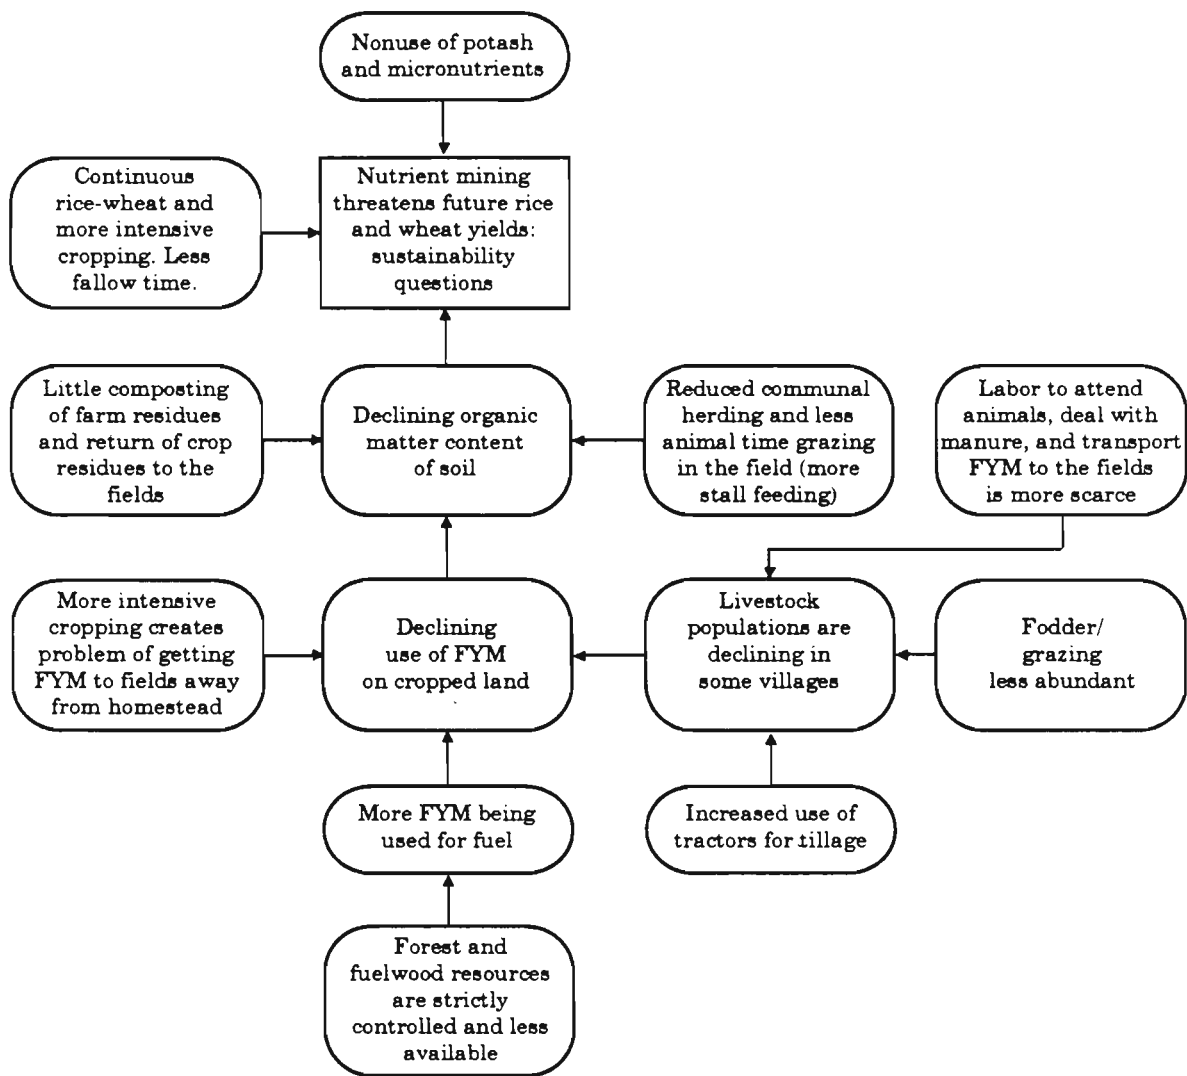 Nonuse of potash
and micronutrients
Continuous
rice-wheat and
more intensive
cropping. Less
fallow time.
Nutrient mining
threatens future rice
and wheat yields:
sustainability
questions
Little composting
of farm residues
and return of crop
residues to the
fields
Declining organic
matter content
of soil
Reduced communal
herding and less
animal time grazing
in the field (more
stall feeding)
Labor to attend
animals, deal with
manure, and transport
FYM to the fields
is more scarce
More intensive
cropping creates
problem of getting
FYM to fields away
from homestead
Declining
use of FYM
on cropped land
Livestock
populations are
declining in
some villages
Fodder/
grazing
less abundant
More FYM being
used for fuel
Increased use of
tractors for tillage
Forest and
fuelwood resources
are strictly
controlled and less
available